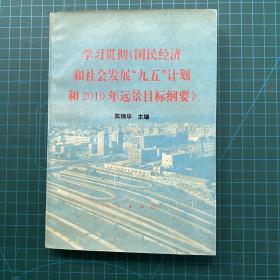 学习贯彻《国民经济
和社会发展“九五”计划
和2010年远景目标纲要》
陈锦华 主编